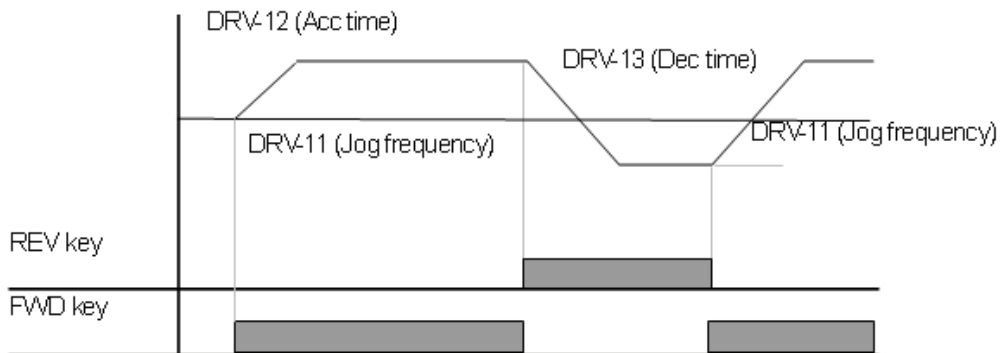 DRV-12 (Acc time)
DRV-13 (Dec time)
DRV-11 (Jog frequency)
DRV-11 (Jog frequency)
REV key
FWD key